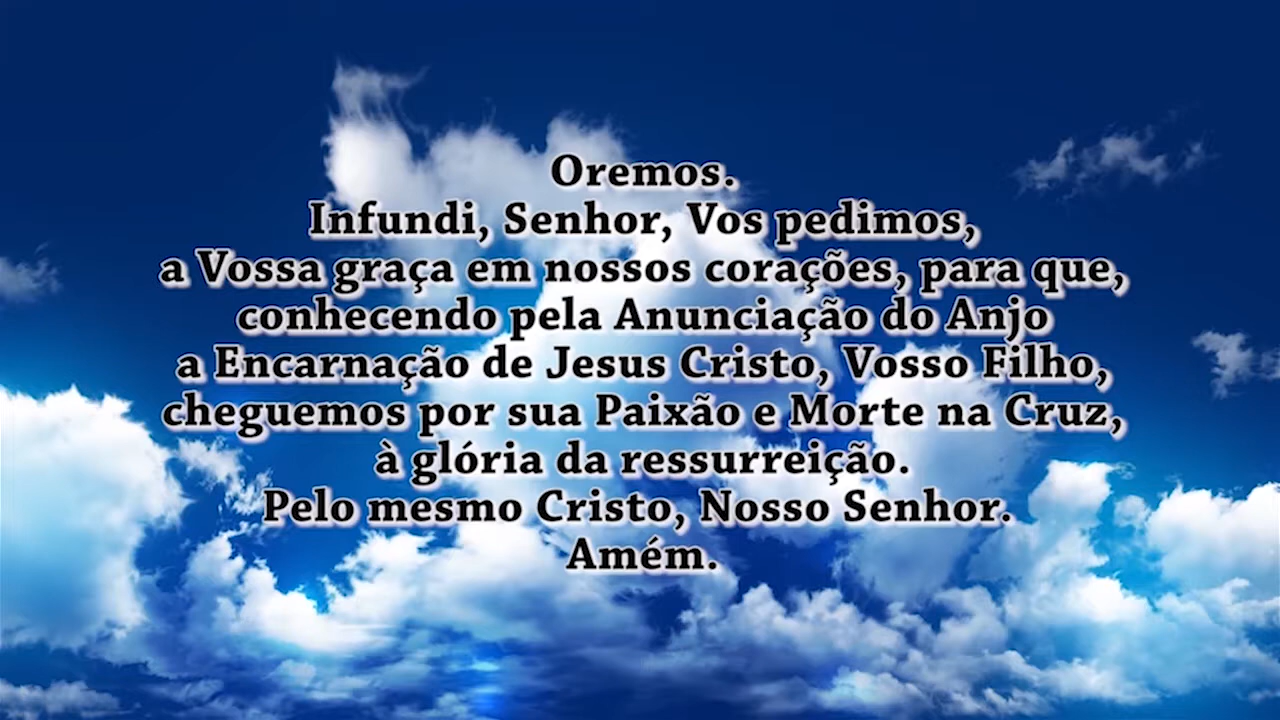 Oremos.
Infundi, Senhor, Vos pedimos,
a Vossa graça em nossos corações, para que,
conhecendo pela Anunciação do Anjo
a Encarnação de Jesus Cristo, Vosso Filho,
cheguemos por sua Paixão e Morte na Cruz,
à glória da ressurreição.
Pelo mesmo Cristo, Nosso Senhor.
Amém.